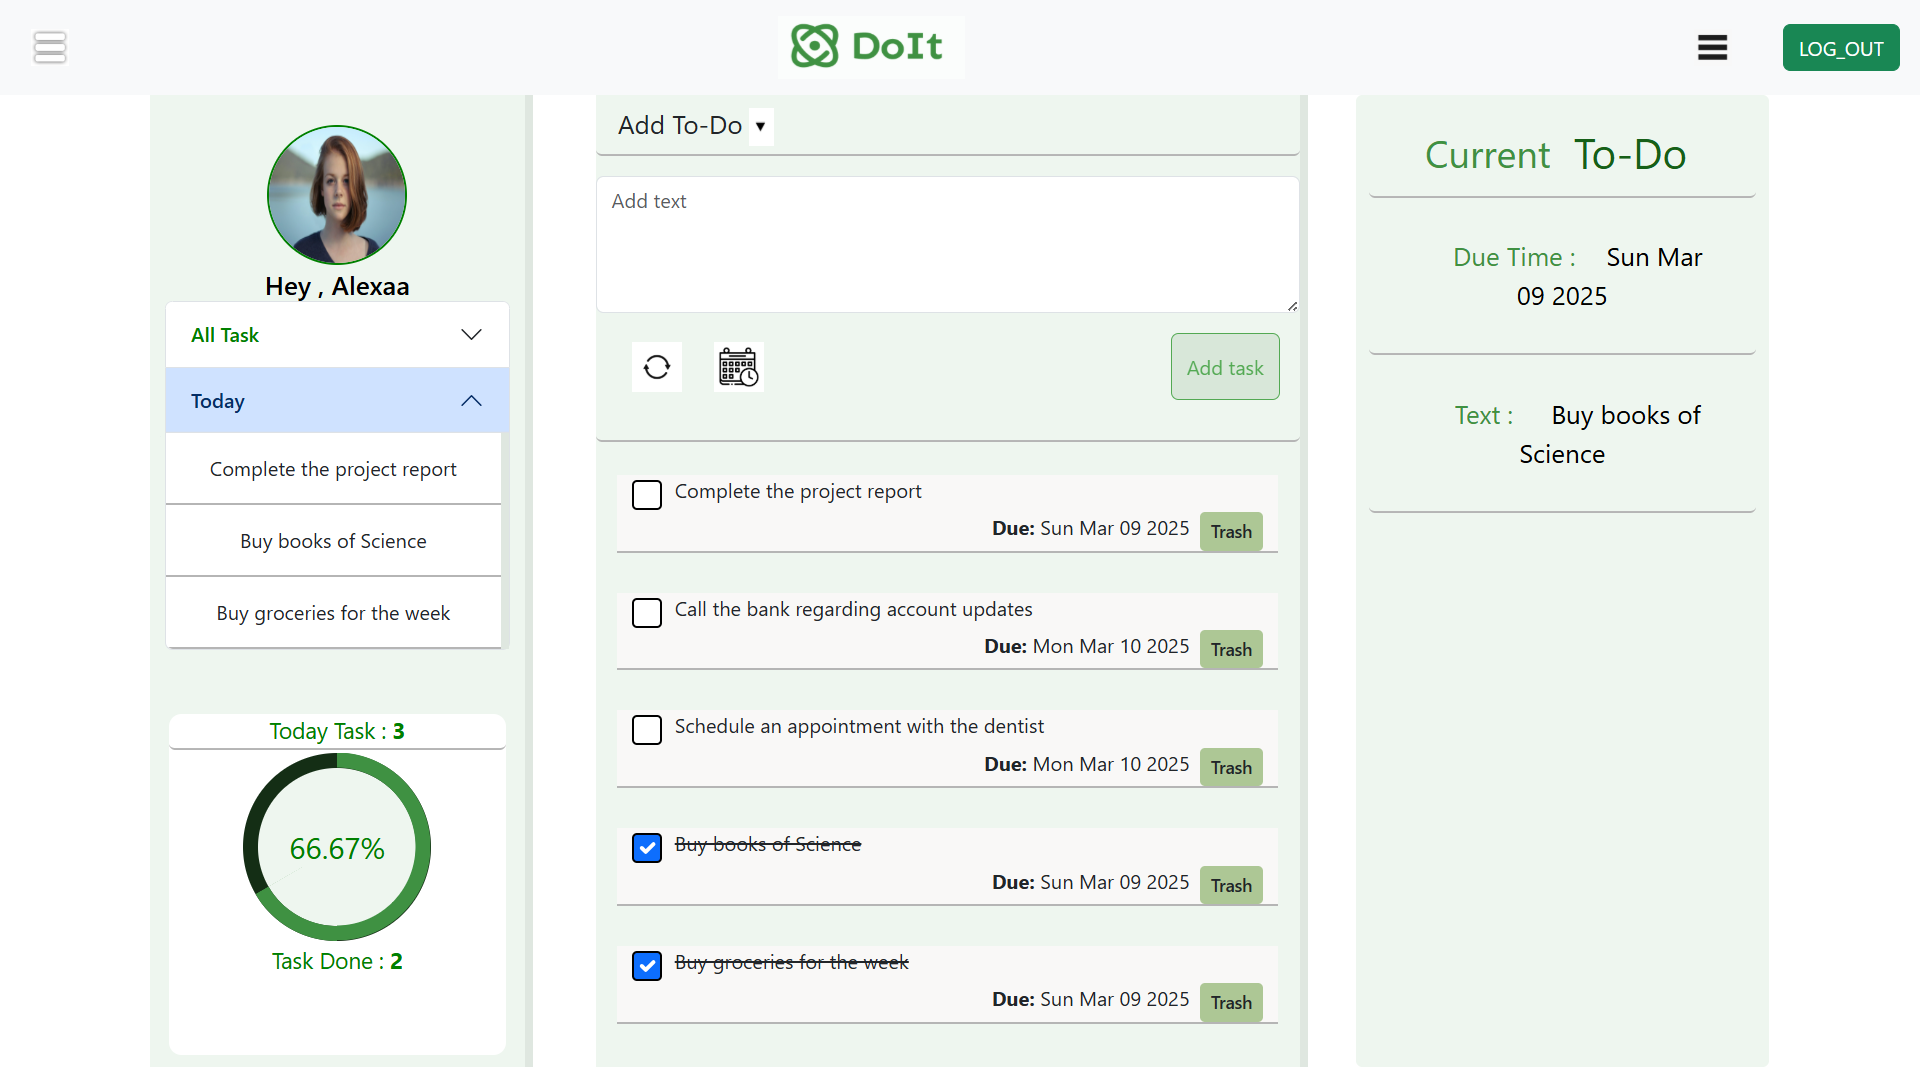 DoIt
LOG_OUT
Hey , Alexaa
All Task
Today
Complete the project report
Buy books of Science
Buy groceries for the week
Today Task : 3
66.67%
Task Done : 2
Add To-Do ▼
Add text
Add task
Complete the project report
Due: Sun Mar 09 2025 Trash
Call the bank regarding account updates
Due: Mon Mar 10 2025 Trash
Schedule an appointment with the dentist
Due: Mon Mar 10 2025 Trash
Buy books of Science
Due: Sun Mar 09 2025 Trash
Buy groceries for the week
Due: Sun Mar 09 2025 Trash
Current To-Do
Due Time : Sun Mar
09 2025
Text : Buy books of
Science